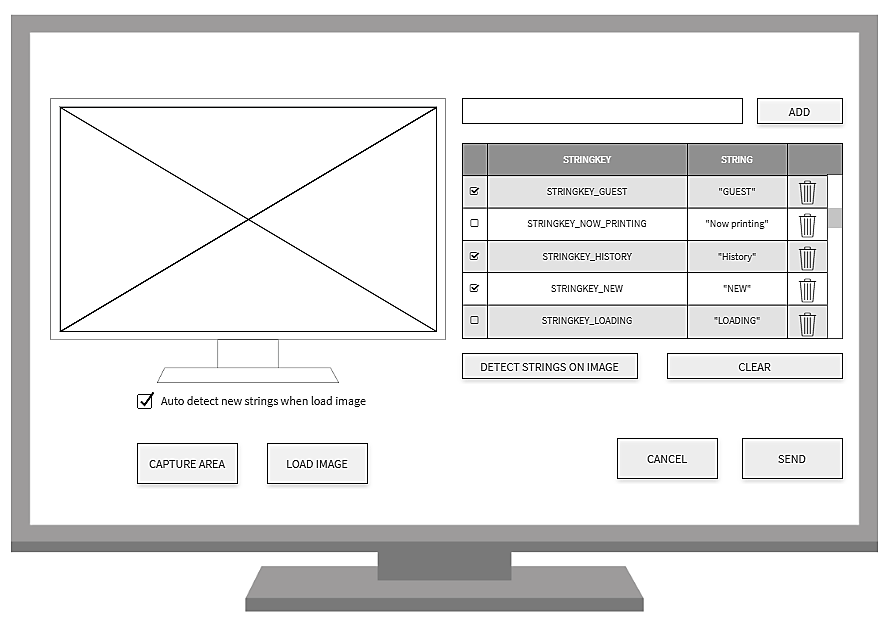 ADD
STRINGKEY STRING
STRINGKEY_GUEST "GUEST"
STRINGKEY_NOW_PRINTING "Now printing"
STRINGKEY_HISTORY "History"
STRINGKEY_NEW "NEW"
STRINGKEY_LOADING "LOADING"
DETECT STRINGS ON IMAGE CLEAR
Auto detect new strings when load image
CAPTURE AREA LOAD IMAGE CANCEL SEND